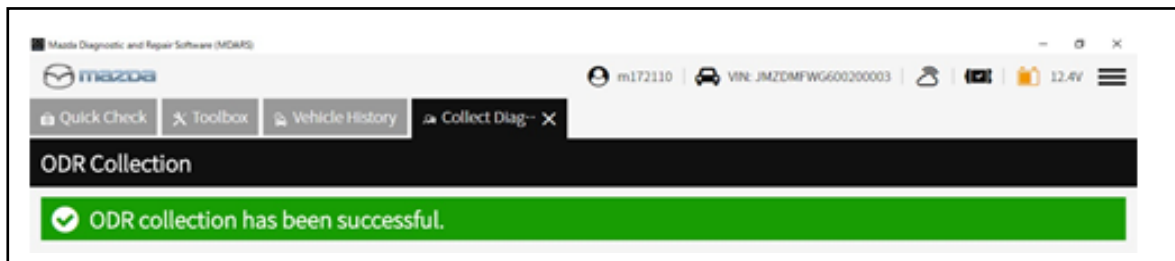 Mazda Diagnostic and Repair Software (MDARS)
mazda m172110 VIN: JMZDMFWG600200003 12.4V
Quick Check Toolbox Vehicle History Collect Diag--
ODR Collection
ODR collection has been successful.